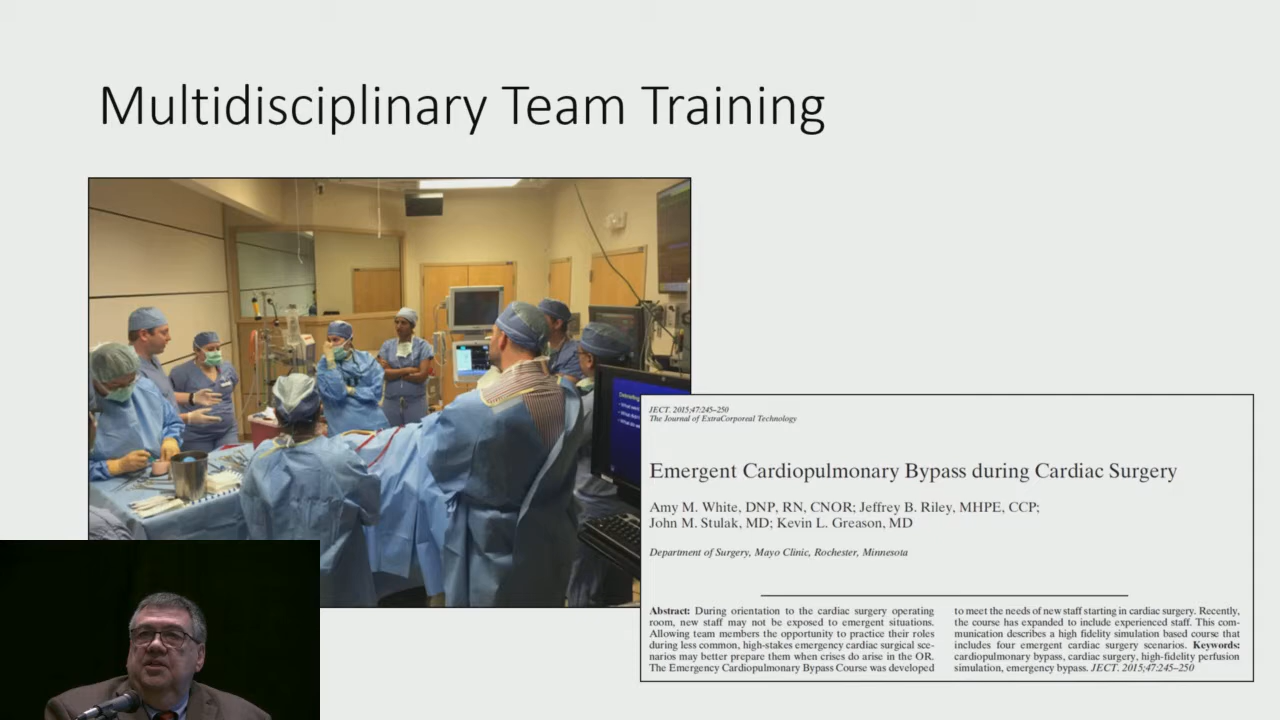 Multidisciplinary Team Training
JECT. 2015;47:245–250
The Journal of ExtraCorporeal Technology
Emergent Cardiopulmonary Bypass during Cardiac Surgery
Amy M. White, DNP, RN, CNOR; Jeffrey B. Riley, MHPE, CCP;
John M. Stulak, MD; Kevin L. Greason, MD
Department of Surgery, Mayo Clinic, Rochester, Minnesota
Abstract: During orientation to the cardiac surgery operating
room, new staff may not be exposed to emergent situations.
Allowing team members the opportunity to practice their roles
during less common, high-stakes emergency cardiac surgical sce-
narios may better prepare them when crises do arise in the OR.
The Emergency Cardiopulmonary Bypass Course was developed
to meet the needs of new staff starting in cardiac surgery. Recently,
the course has expanded to include experienced staff. This com-
munication describes a high fidelity simulation based course that
includes four emergent cardiac surgery scenarios. Keywords:
cardiopulmonary bypass, cardiac surgery, high-fidelity perfusion
simulation, emergency bypass. JECT. 2015;47:245–250